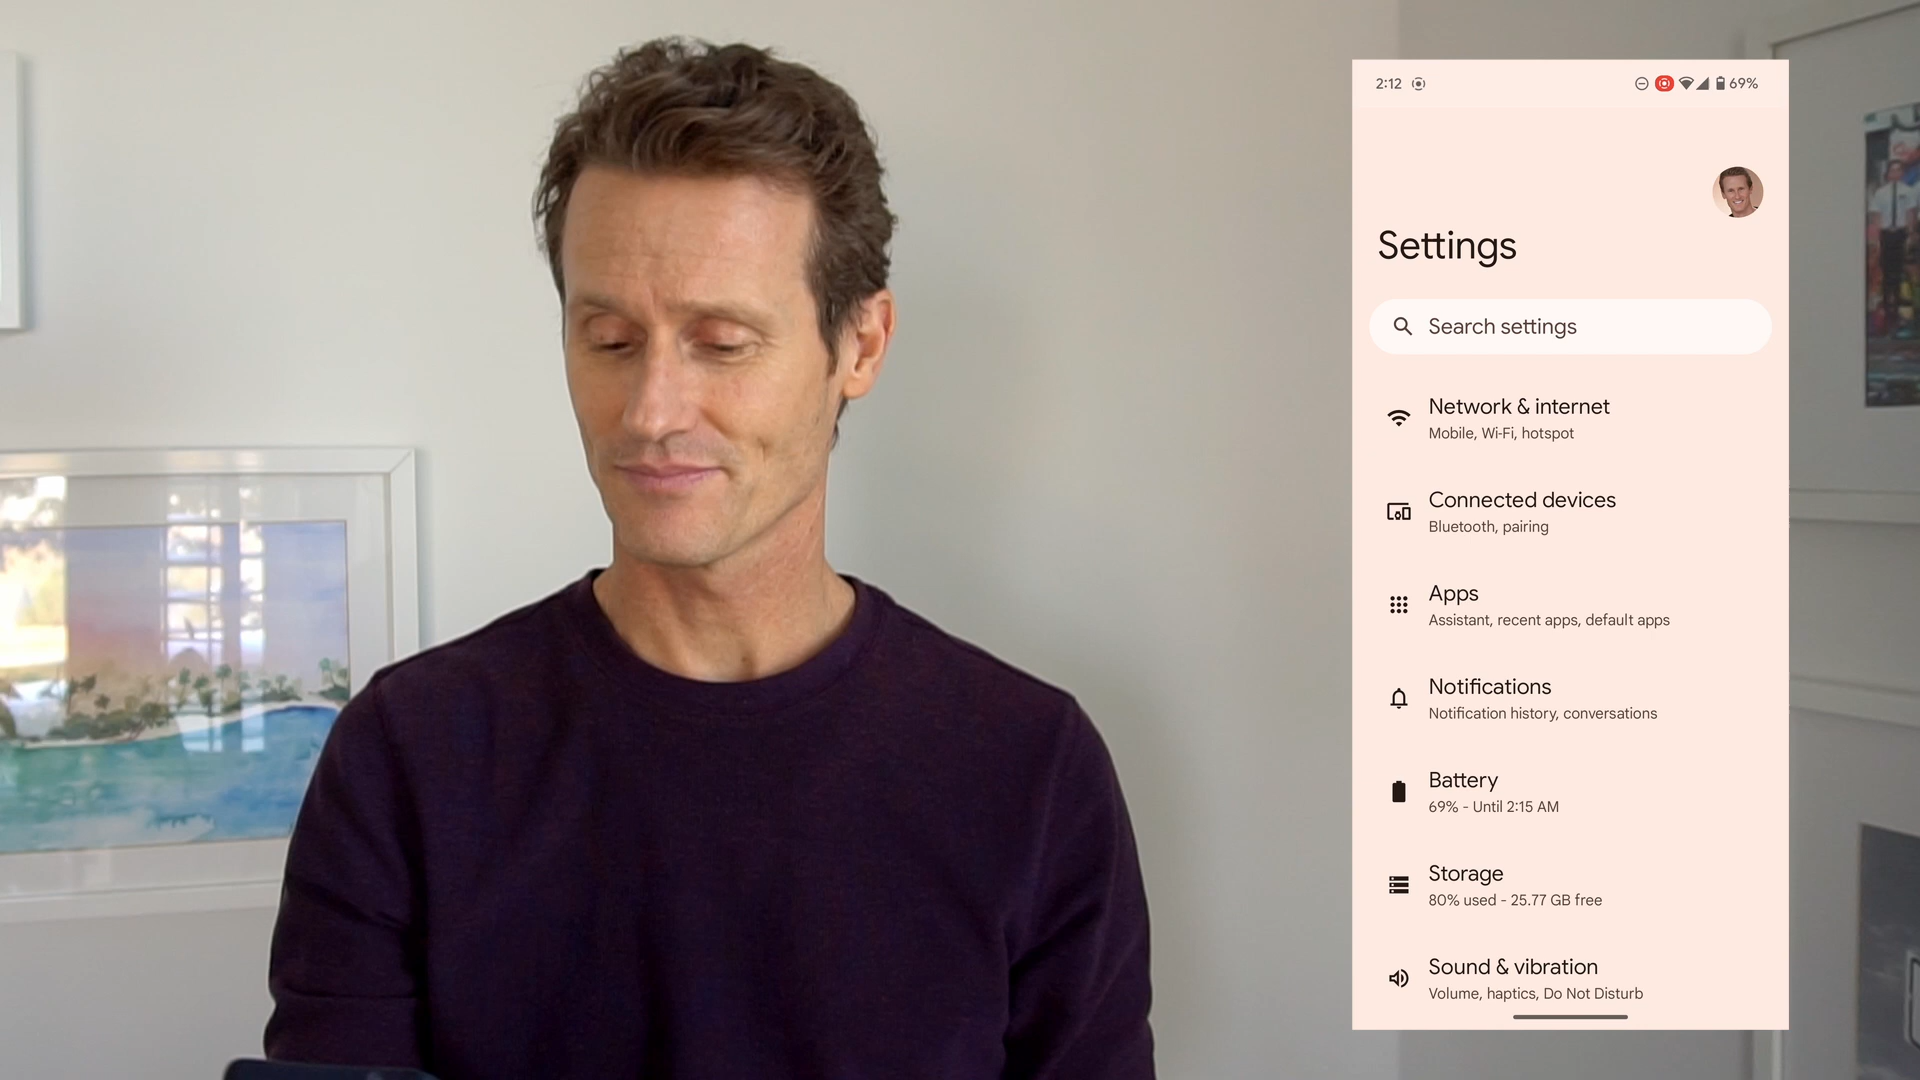 2:12
69%
Settings
Search settings
Network & internet
Mobile, Wi-Fi, hotspot
Connected devices
Bluetooth, pairing
Apps
Assistant, recent apps, default apps
Notifications
Notification history, conversations
Battery
69% - Until 2:15 AM
Storage
80% used - 25.77 GB free
Sound & vibration
Volume, haptics, Do Not Disturb